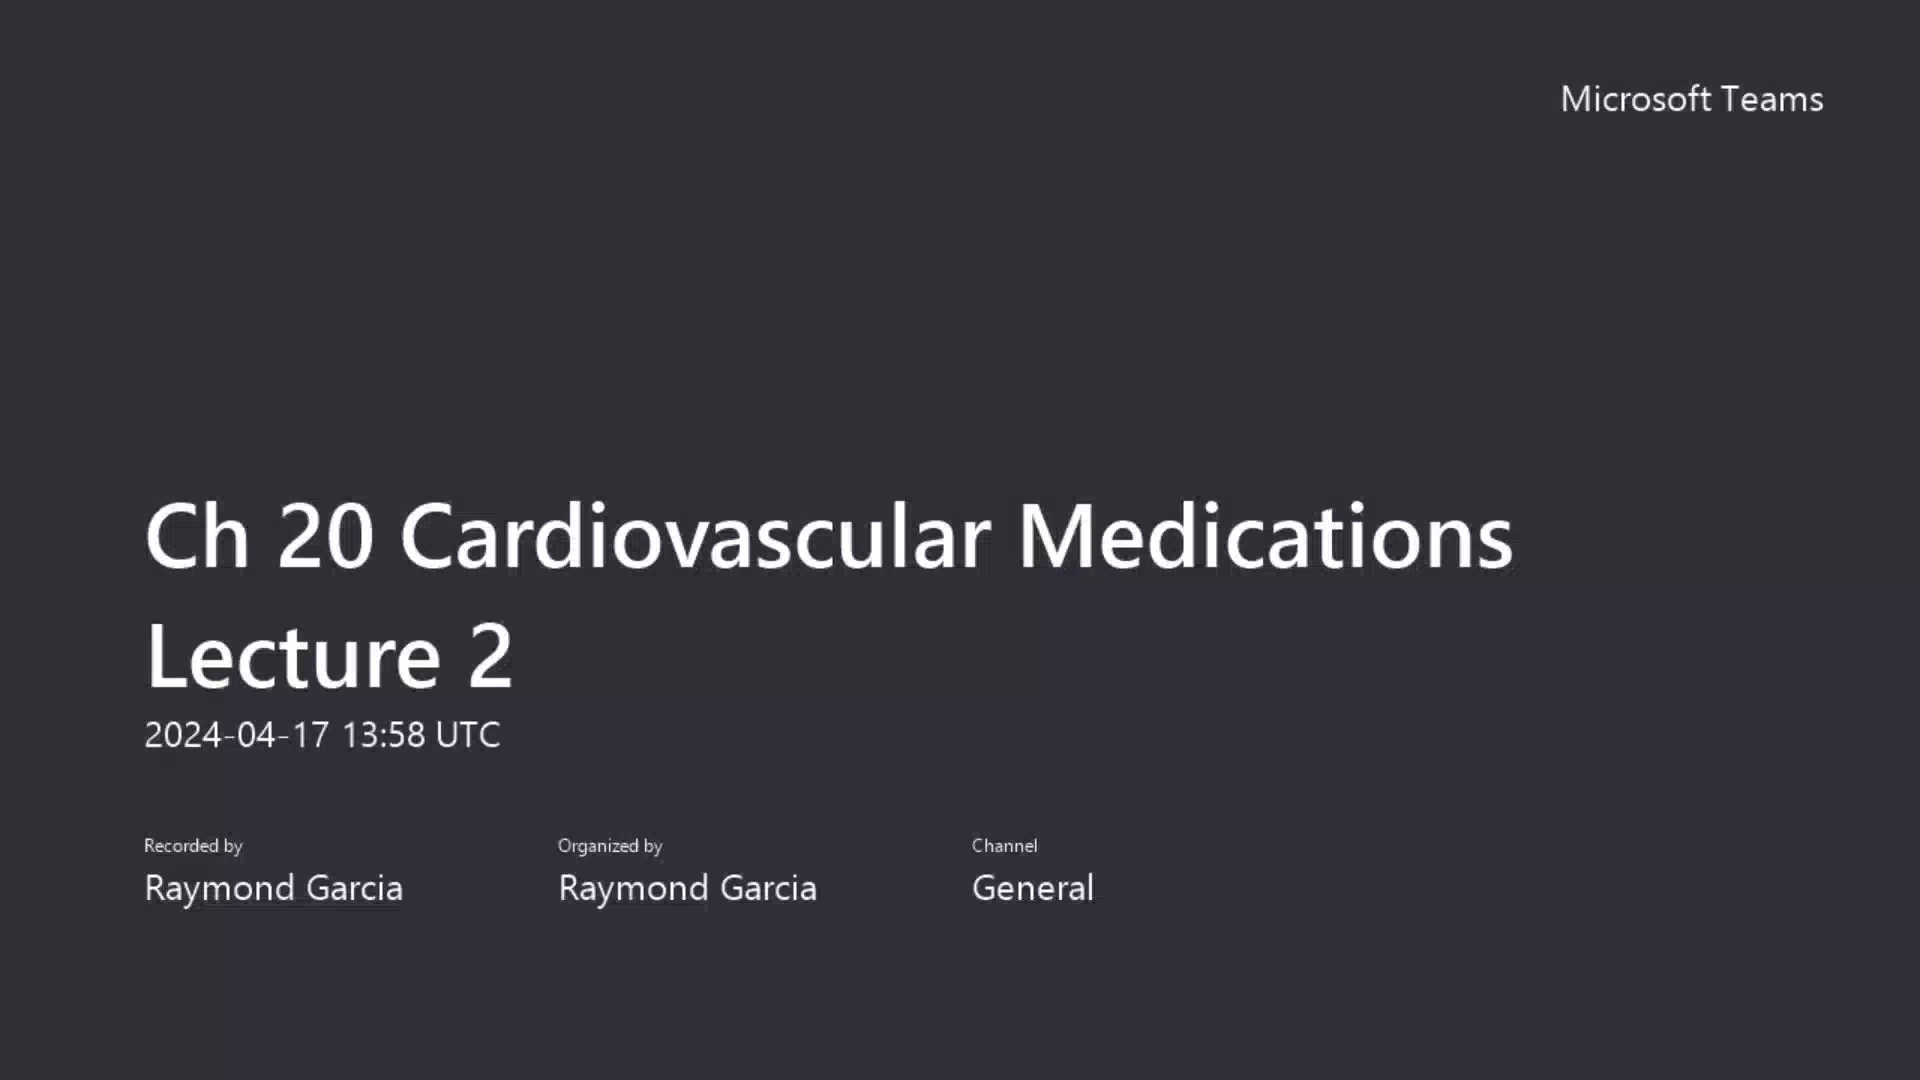 Microsoft Teams
Ch 20 Cardiovascular Medications
Lecture 2
2024-04-17 13:58 UTC
Recorded by
Raymond Garcia
Organized by
Raymond Garcia
Channel
General